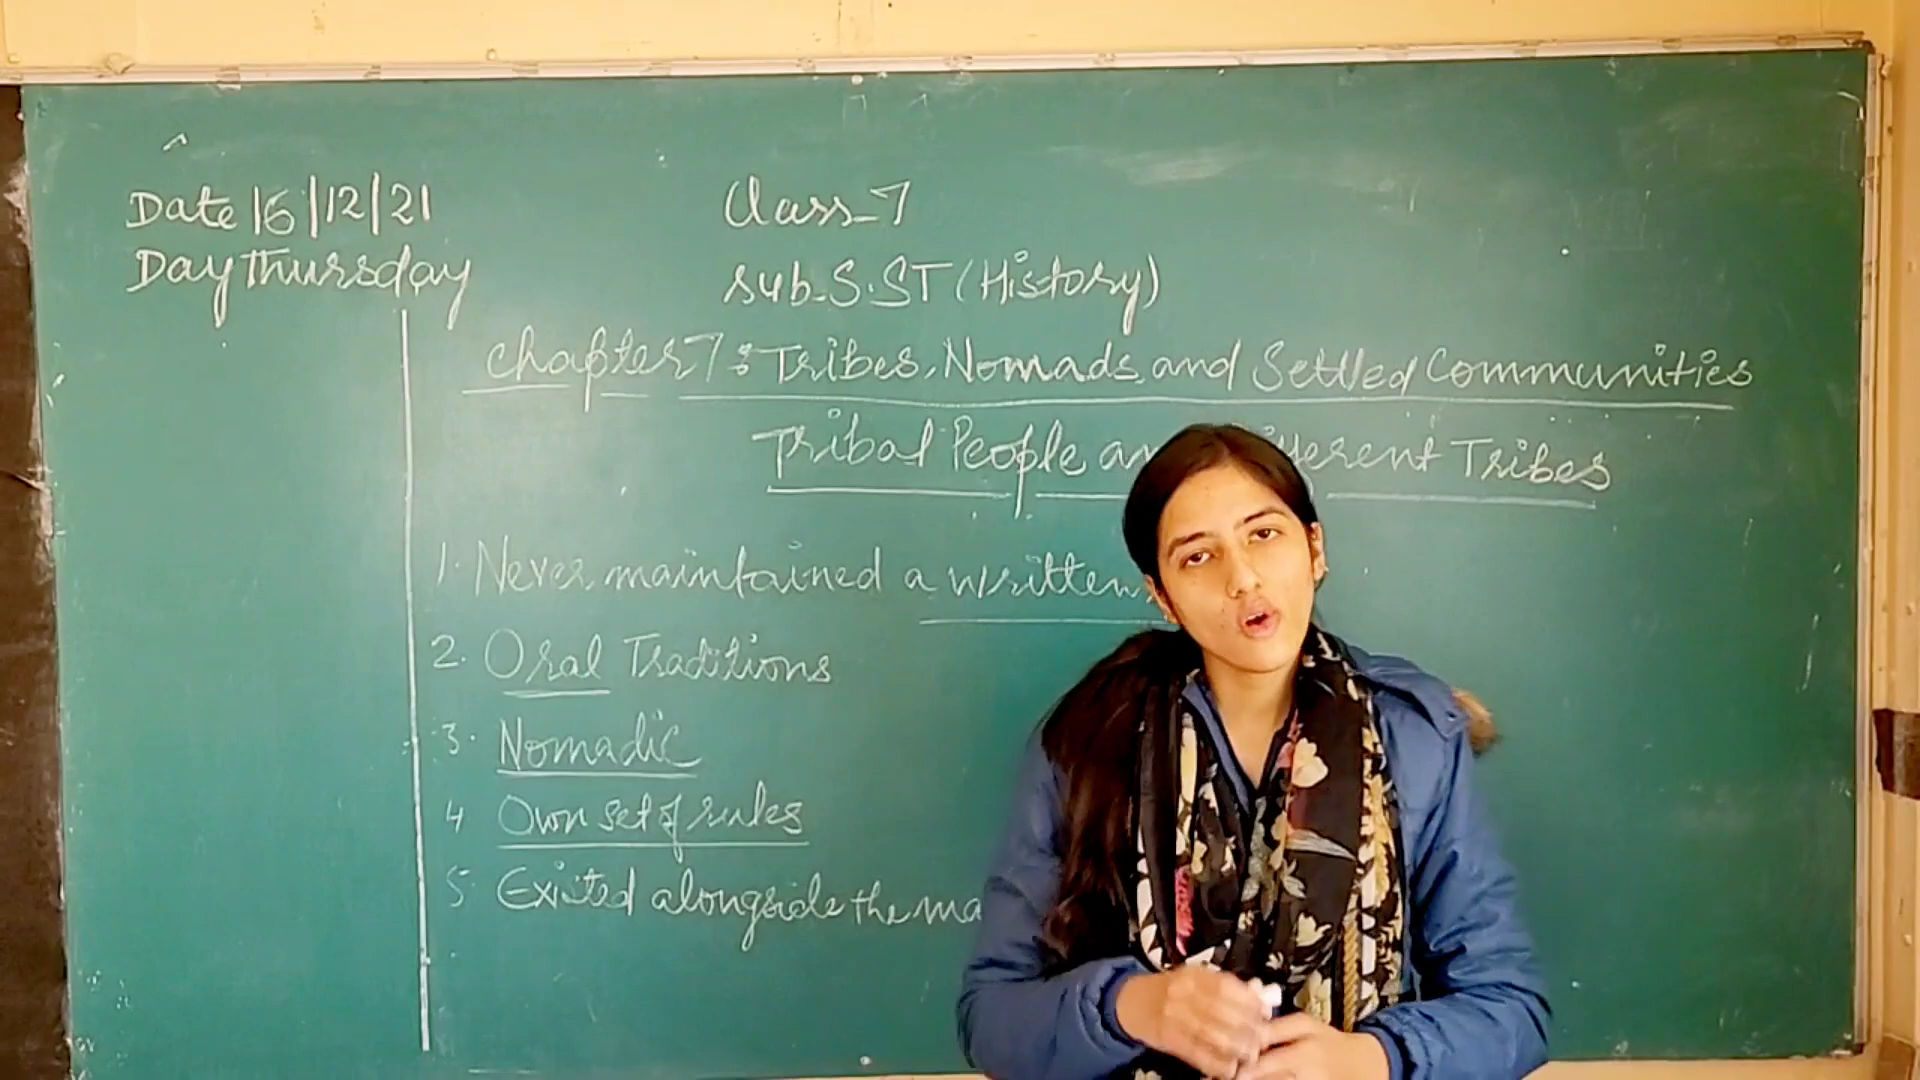 Date 16/12/21
Day Thursday
Class-7
Sub-S.ST (History)
Chapter 7: Tribes, Nomads and Settled Communities
Tribal People an erent Tribes
1. Never maintained a written
2. Oral Traditions
3. Nomadic
4 Own set of rules
5. Existed alongside the ma